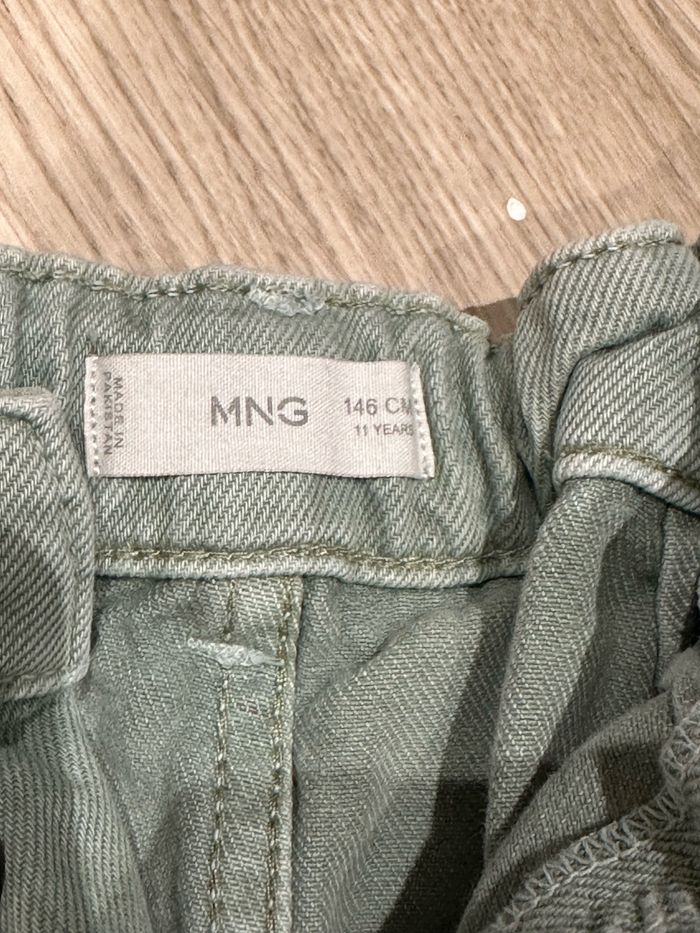 MADE IN
PAKISTAN
MNG
146 CM
11 YEARS